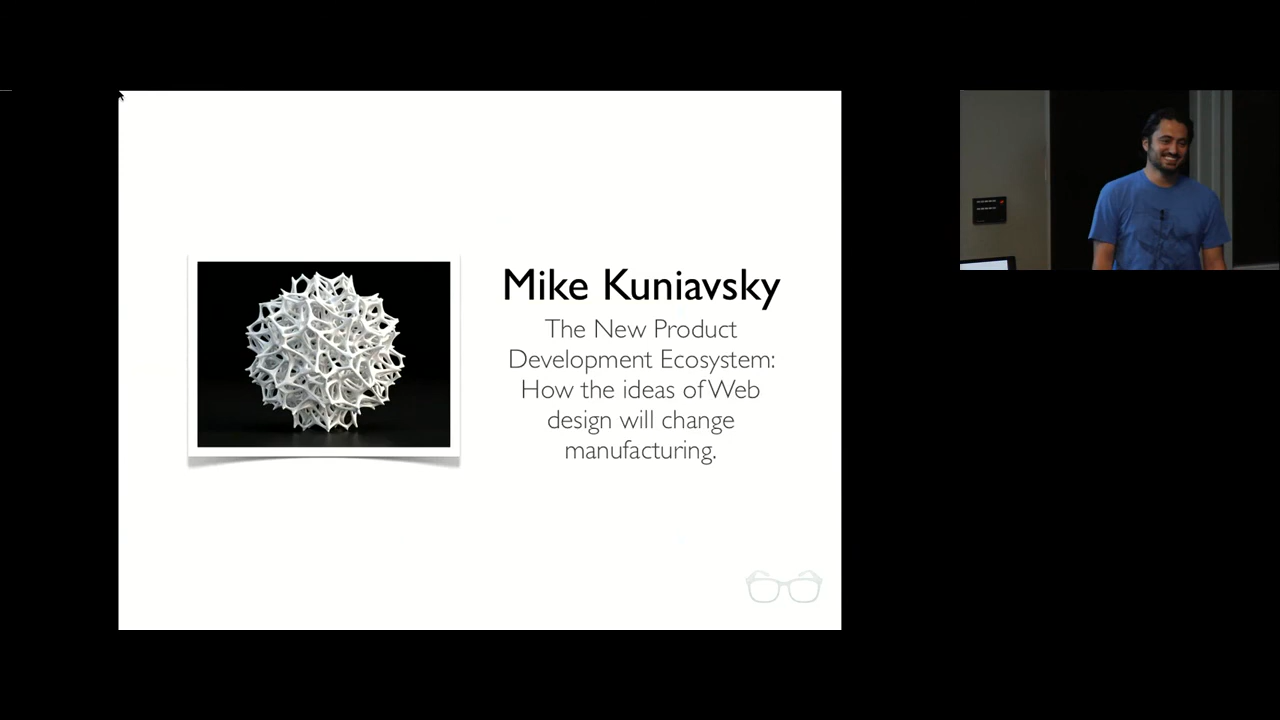 Mike Kuniavsky
The New Product
Development Ecosystem:
How the ideas of Web
design will change
manufacturing.